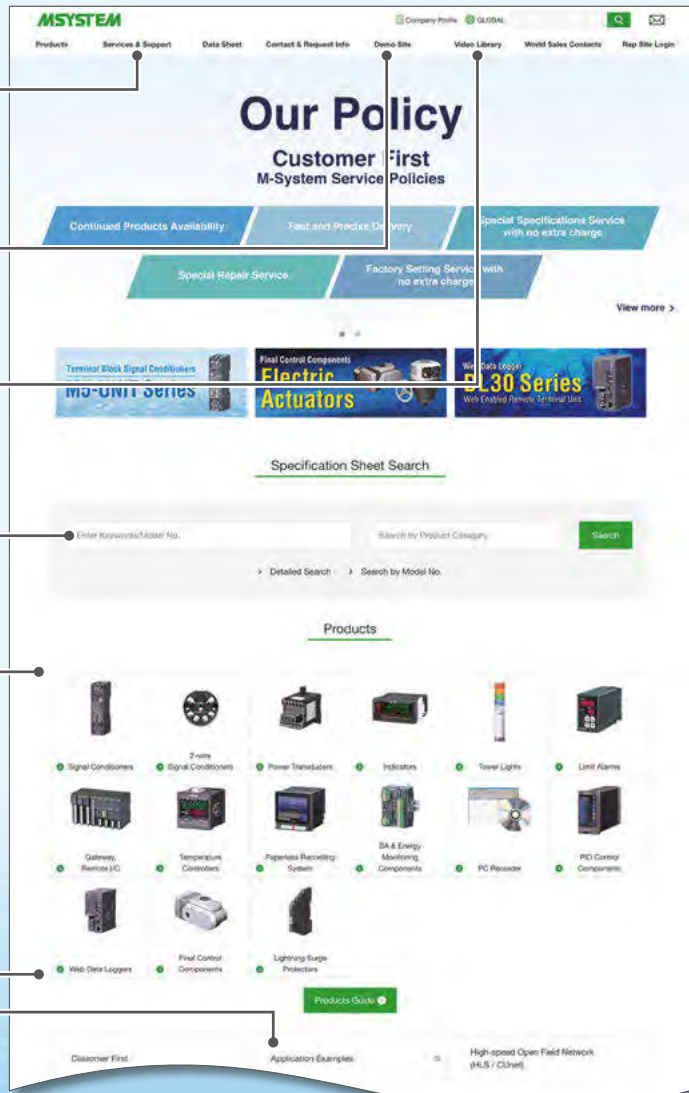 MSYSTEM
Company Profile GLOBAL
Products Services & Support Data Sheet Contact & Request Info Demo Site Video Library World Sales Contacts Rep Site Login
Our Policy
Customer First
M-System Service Policies
Continued Products Availability
Fast and Precise Delivery
Special Specifications Service
with no extra charge
Special Repair Service
Factory Setting Service with
no extra charge
View more >
Terminal Block Signal Conditioners
M5-UNIT Series
Final Control Components
Electric
Actuators
Web Data Logger
DL30 Series
Web Enabled Remote Terminal Unit
Specification Sheet Search
Enter Keywords/Model No.
Search by Product Category
Search
> Detailed Search > Search by Model No.
Products
Signal Conditioners
2-wire
Signal Conditioners
Power Transducers
Indicators
Tower Lights
Limit Alarms
Gateway,
Remote I/O
Temperature
Controllers
Paperless Recording
System
BA & Energy
Monitoring
Components
PC Recorder
PID Control
Components
Web Data Loggers
Final Control
Components
Lightning Surge
Protectors
Products Guide
Customer First
Application Examples
High-speed Open Field Network
(HLS / CUnet)